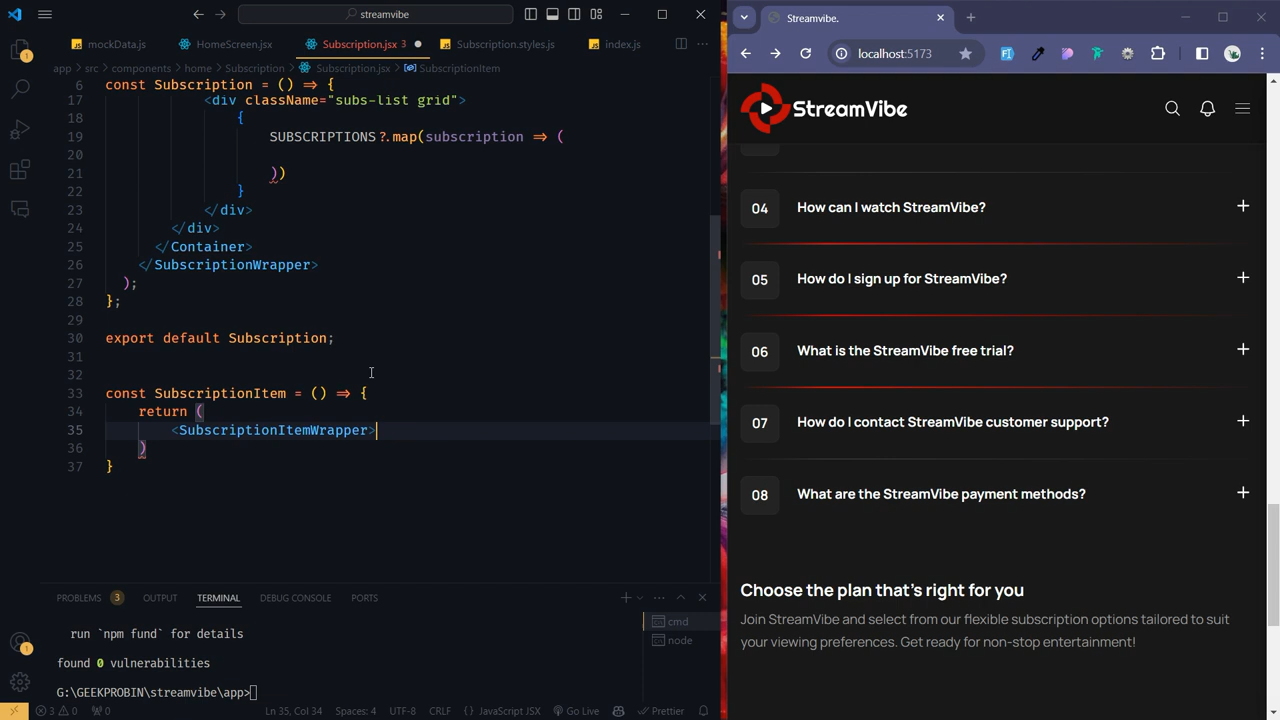 streamvibe
mockData.js
HomeScreen.jsx
Subscription.jsx 3
Subscription.styles.js
index.js
app > src > components > home > Subscription > Subscription.jsx > SubscriptionItem
6 const Subscription = () => {
17 <div className="subs-list grid">
18 {
19 SUBSCRIPTIONS?.map(subscription => (
20
21 ))
22 }
23 </div>
24 </div>
25 </Container>
26 </SubscriptionWrapper>
27 );
28 };
29
30 export default Subscription;
31
32
33 const SubscriptionItem = () => {
34 return (
35 <SubscriptionItemWrapper>
36 )
37 }
PROBLEMS 3 OUTPUT TERMINAL DEBUG CONSOLE PORTS
run `npm fund` for details
found 0 vulnerabilities
G:\GEEKPROBIN\streamvibe\app>
cmd
node
1
1
3 0 0 Ln 35, Col 34 Spaces: 4 UTF-8 CRLF {} JavaScript JSX Go Live Prettier
Streamvibe.
localhost:5173
StreamVibe
04 How can I watch StreamVibe?
05 How do I sign up for StreamVibe?
06 What is the StreamVibe free trial?
07 How do I contact StreamVibe customer support?
08 What are the StreamVibe payment methods?
Choose the plan that's right for you
Join StreamVibe and select from our flexible subscription options tailored to suit
your viewing preferences. Get ready for non-stop entertainment!